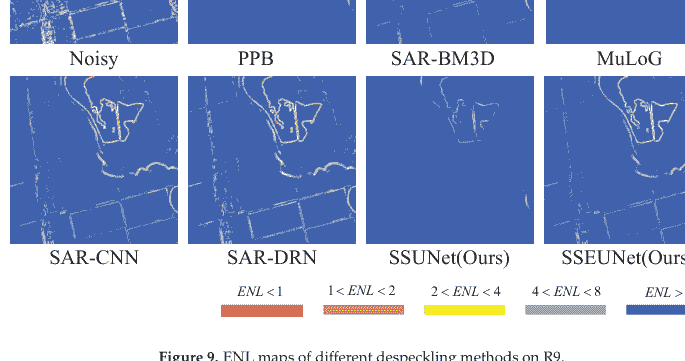 Noisy PPB SAR-BM3D MuLoG
SAR-CNN SAR-DRN SSUNet(Ours) SSEUNet(Ours
ENL < 1 1 < ENL < 2 2 < ENL < 4 4 < ENL < 8 ENL >
Figure 9. ENL maps of different despeckling methods on R9.